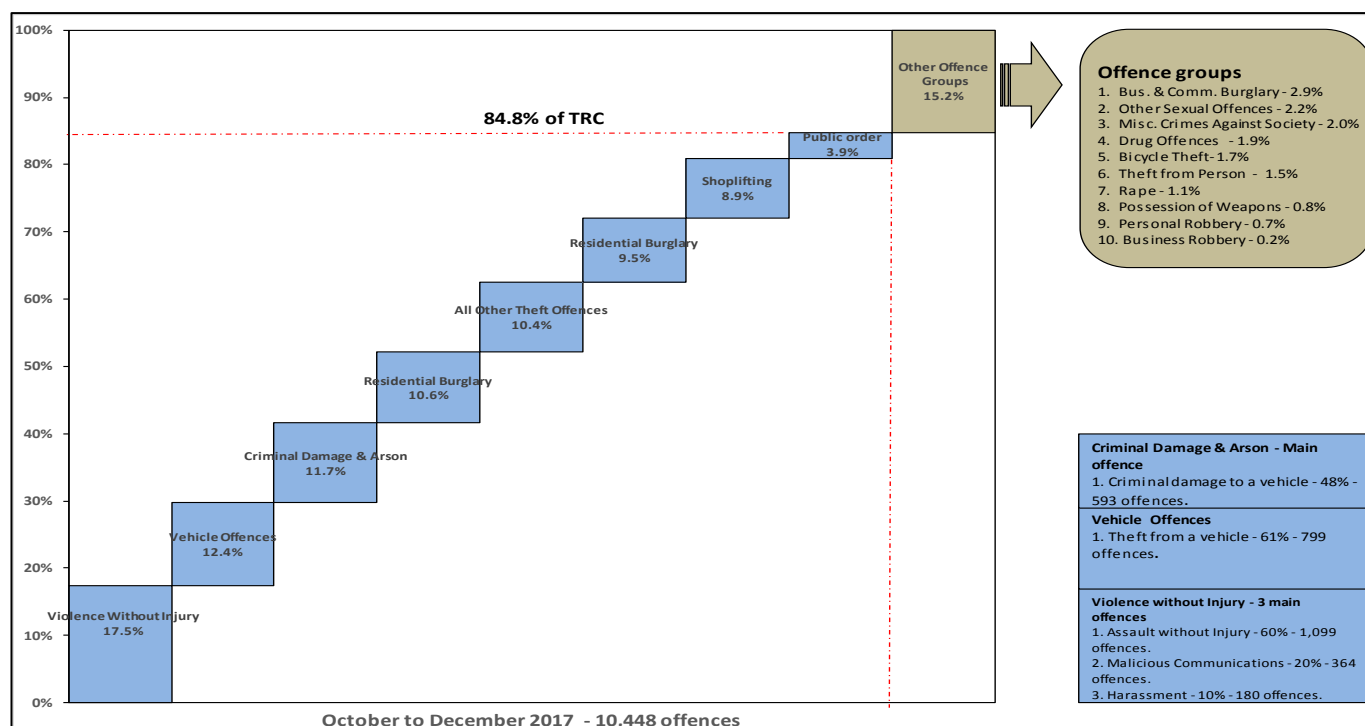 100%
90%
80%
70%
60%
50%
40%
30%
20%
10%
0%
84.8% of TRC
Violence Without Injury
17.5%
Vehicle Offences
12.4%
Criminal Damage & Arson
11.7%
Residential Burglary
10.6%
All Other Theft Offences
10.4%
Residential Burglary
9.5%
Shoplifting
8.9%
Public order
3.9%
Other Offence
Groups
15.2%
October to December 2017 - 10,448 offences
Offence groups
1. Bus. & Comm. Burglary - 2.9%
2. Other Sexual Offences - 2.2%
3. Misc. Crimes Against Society - 2.0%
4. Drug Offences - 1.9%
5. Bicycle Theft- 1.7%
6. Theft from Person - 1.5%
7. Rape - 1.1%
8. Possession of Weapons - 0.8%
9. Personal Robbery - 0.7%
10. Business Robbery - 0.2%
Criminal Damage & Arson - Main
offence
1. Criminal damage to a vehicle - 48% -
593 offences.
Vehicle Offences
1. Theft from a vehicle - 61% - 799
offences.
Violence without Injury - 3 main
offences
1. Assault without Injury - 60% - 1,099
offences.
2. Malicious Communications - 20% - 364
offences.
3. Harassment - 10% - 180 offences.